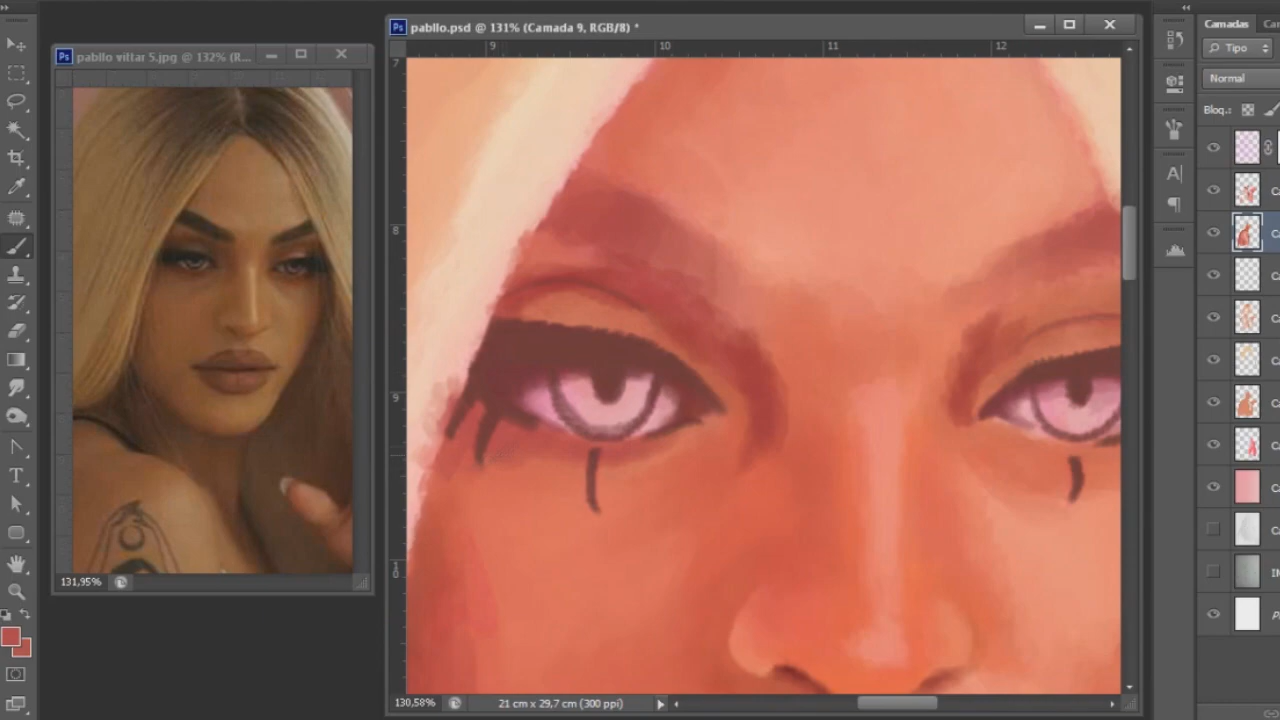 pabllo vittar 5.jpg @ 132% (R...
131,95%
pabllo.psd @ 131% (Camada 9, RGB/8) *
9
10
11
12
7
8
9
10
130,58%
21 cm x 29,7 cm (300 ppi)
Camadas
Tipo
Normal
Bloq.: